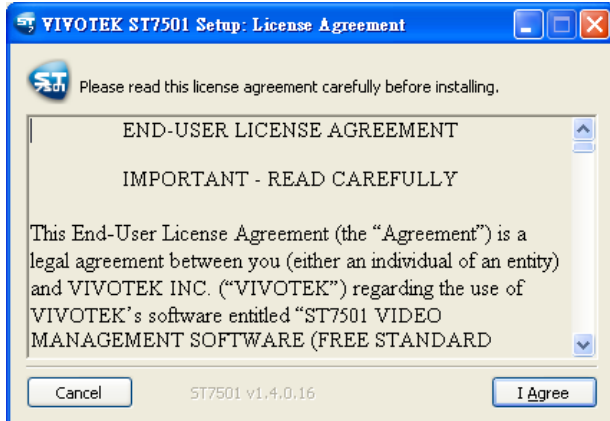 VIVOTEK ST7501 Setup: License Agreement
Please read this license agreement carefully before installing.
END-USER LICENSE AGREEMENT
IMPORTANT - READ CAREFULLY
This End-User License Agreement (the “Agreement”) is a
legal agreement between you (either an individual of an entity)
and VIVOTEK INC. (“VIVOTEK”) regarding the use of
VIVOTEK’s software entitled “ST7501 VIDEO
MANAGEMENT SOFTWARE (FREE STANDARD
Cancel
ST7501 v1.4.0.16
I Agree